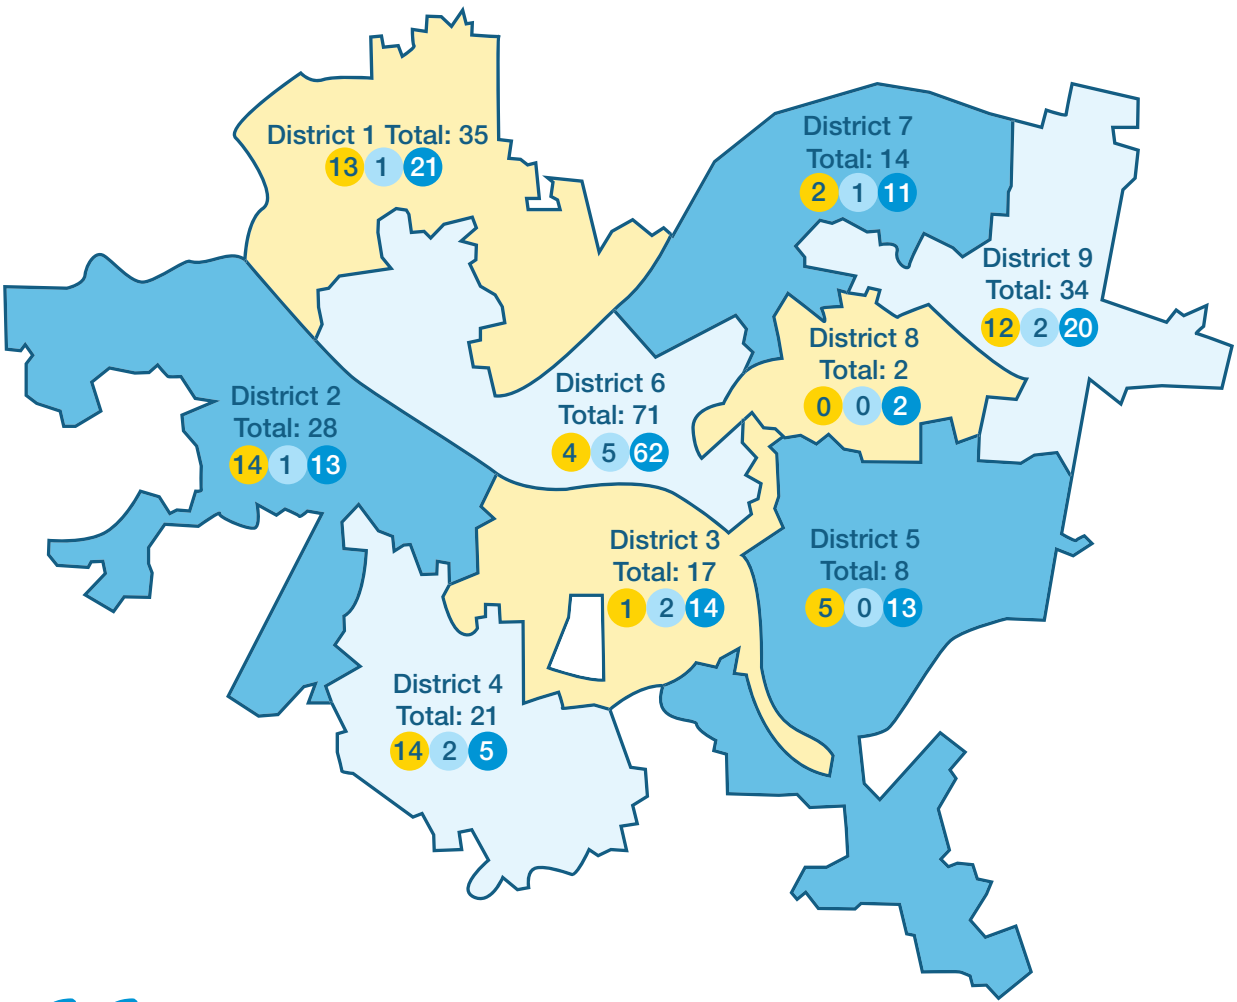 District 1 Total: 35
13 1 21
District 7
Total: 14
2 1 11
District 9
Total: 34
12 2 20
District 8
Total: 2
0 0 2
District 6
Total: 71
4 5 62
District 2
Total: 28
14 1 13
District 3
Total: 17
1 2 14
District 5
Total: 8
5 0 13
District 4
Total: 21
14 2 5